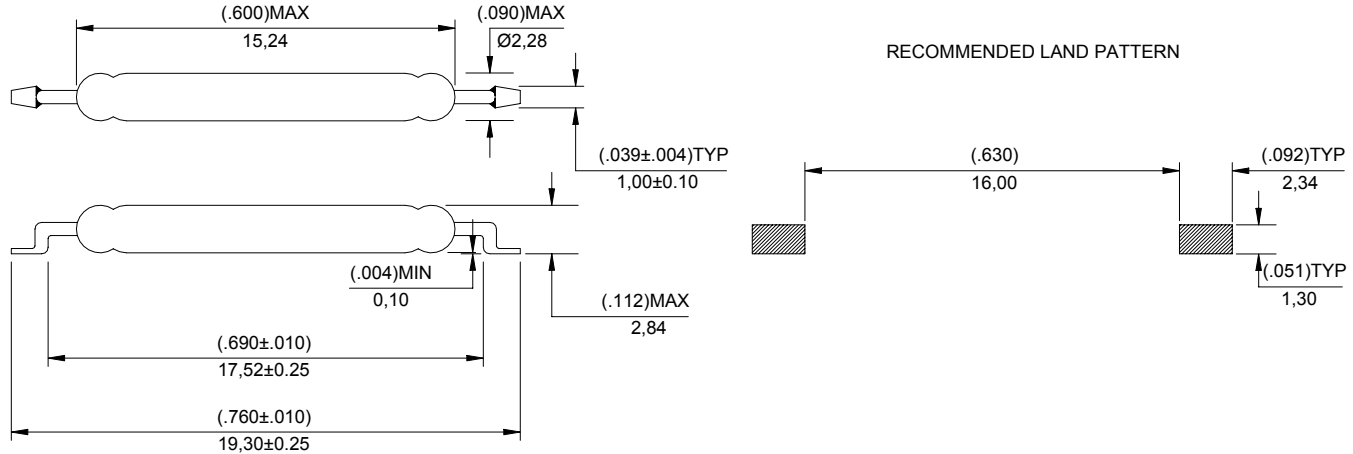 (.600)MAX
15,24
(.090)MAX
Ø2,28
RECOMMENDED LAND PATTERN
(.039±.004)TYP
1,00±0.10
(.630)
16,00
(.092)TYP
2,34
(.004)MIN
0,10
(.112)MAX
2,84
(.051)TYP
1,30
(.690±.010)
17,52±0.25
(.760±.010)
19,30±0.25